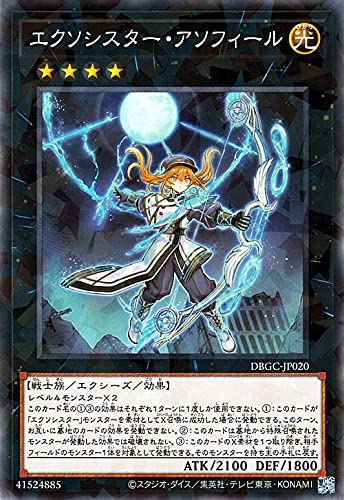 エクソシスター・アソフィール
光
DBGC-JP020
【戦士族/エクシーズ/効果】
レベル4モンスター×2
このカード名の①③の効果はそれぞれ1ターンに1度しか使用できない。①:このカードが
「エクソシスター」モンスターを素材としてX召喚に成功した場合に発動できる。このターン、
お互いに墓地のカードの効果を発動できない。②:このカードは墓地から特殊召喚された
モンスターが発動した効果では破壊されない。③:このカードのX素材を1つ取り除き、相手
フィールドのモンスター1体を対象として発動できる。そのモンスターを持ち主の手札に戻す。
ATK/2100 DEF/1800
41524885
©スタジオ・ダイス/集英社・テレビ東京・KONAMI